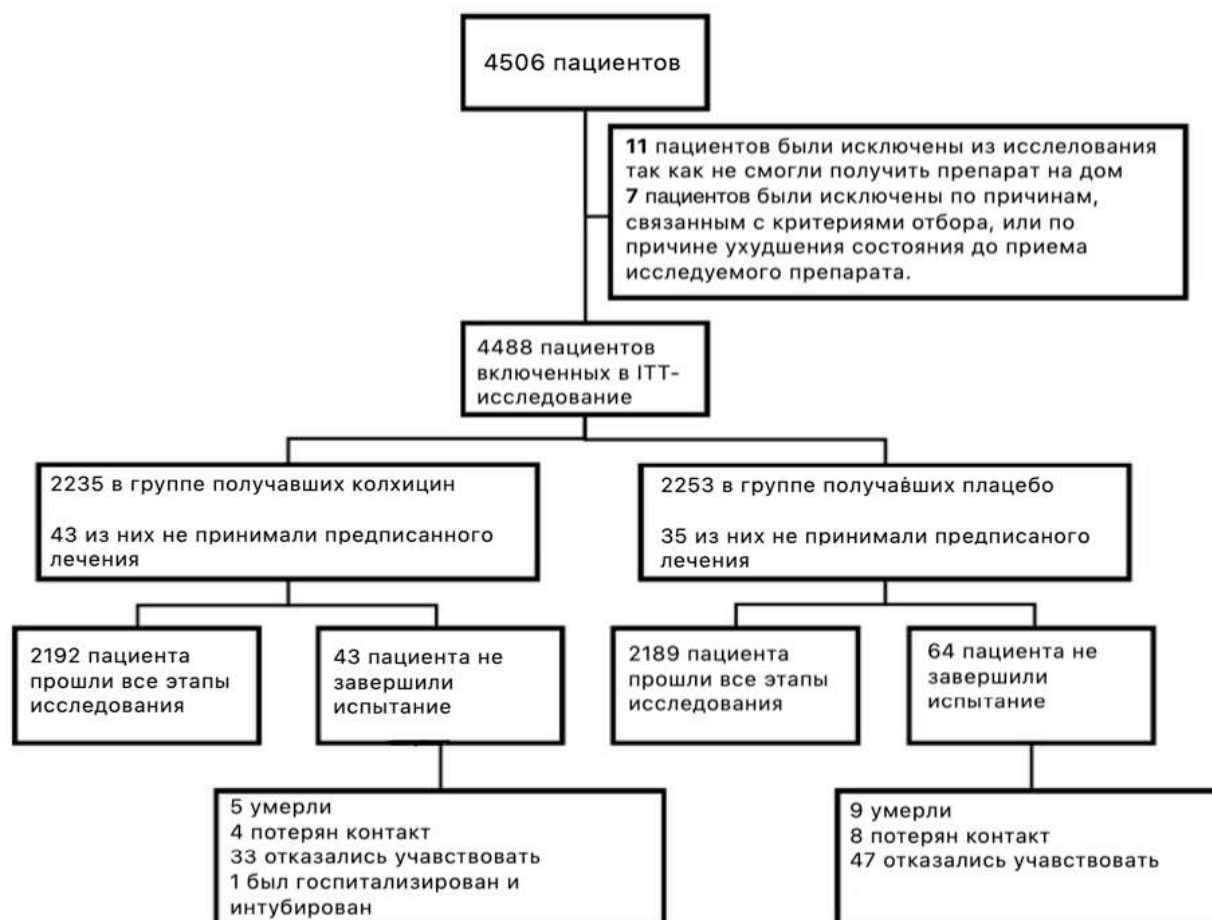 4506 пациентов
11 пациентов были исключены из исслелования
так как не смогли получить препарат на дом
7 пациентов были исключены по причинам,
связанным с критериями отбора, или по
причине ухудшения состояния до приема
исследуемого препарата.
4488 пациентов
включенных в ITT-
исследование
2235 в группе получавших колхицин
43 из них не принимали предписанного
лечения
2253 в группе получавших плацебо
35 из них не принимали предписаного
лечения
2192 пациента
прошли все этапы
исследования
43 пациента не
завершили
испытание
2189 пациента
прошли все этапы
исследования
64 пациента не
завершили
испытание
5 умерли
4 потерян контакт
33 отказались учавствовать
1 был госпитализирован и
интубирован
9 умерли
8 потерян контакт
47 отказались учавствовать